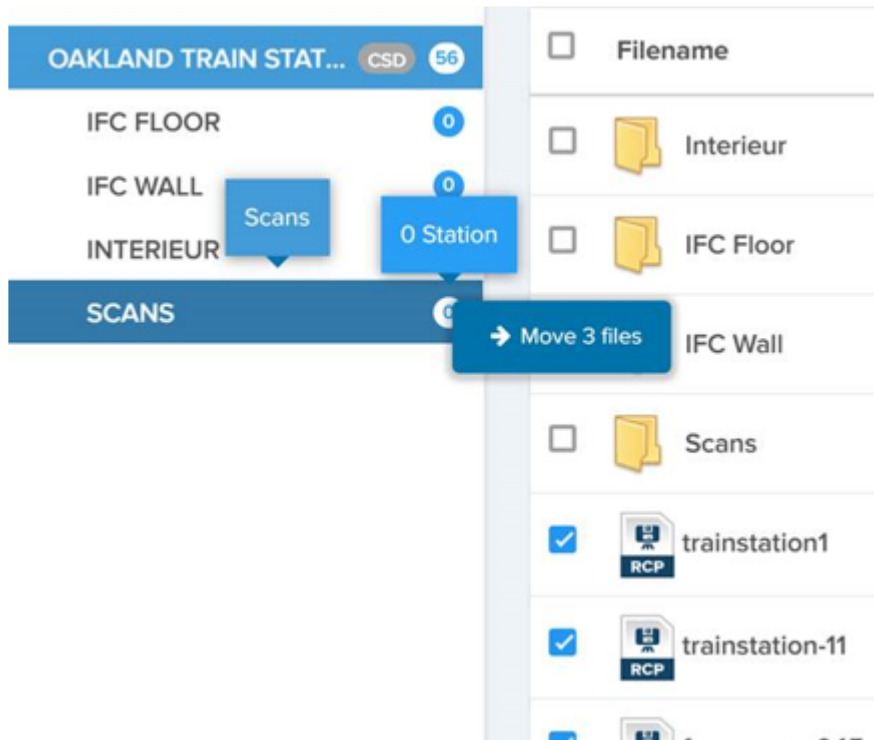 OAKLAND TRAIN STAT... CSD 56
IFC FLOOR 0
IFC WALL 0
INTERIEUR
Scans
0 Station
SCANS
Move 3 files
Filename
Interieur
IFC Floor
IFC Wall
Scans
RCP trainstation1
RCP trainstation-11